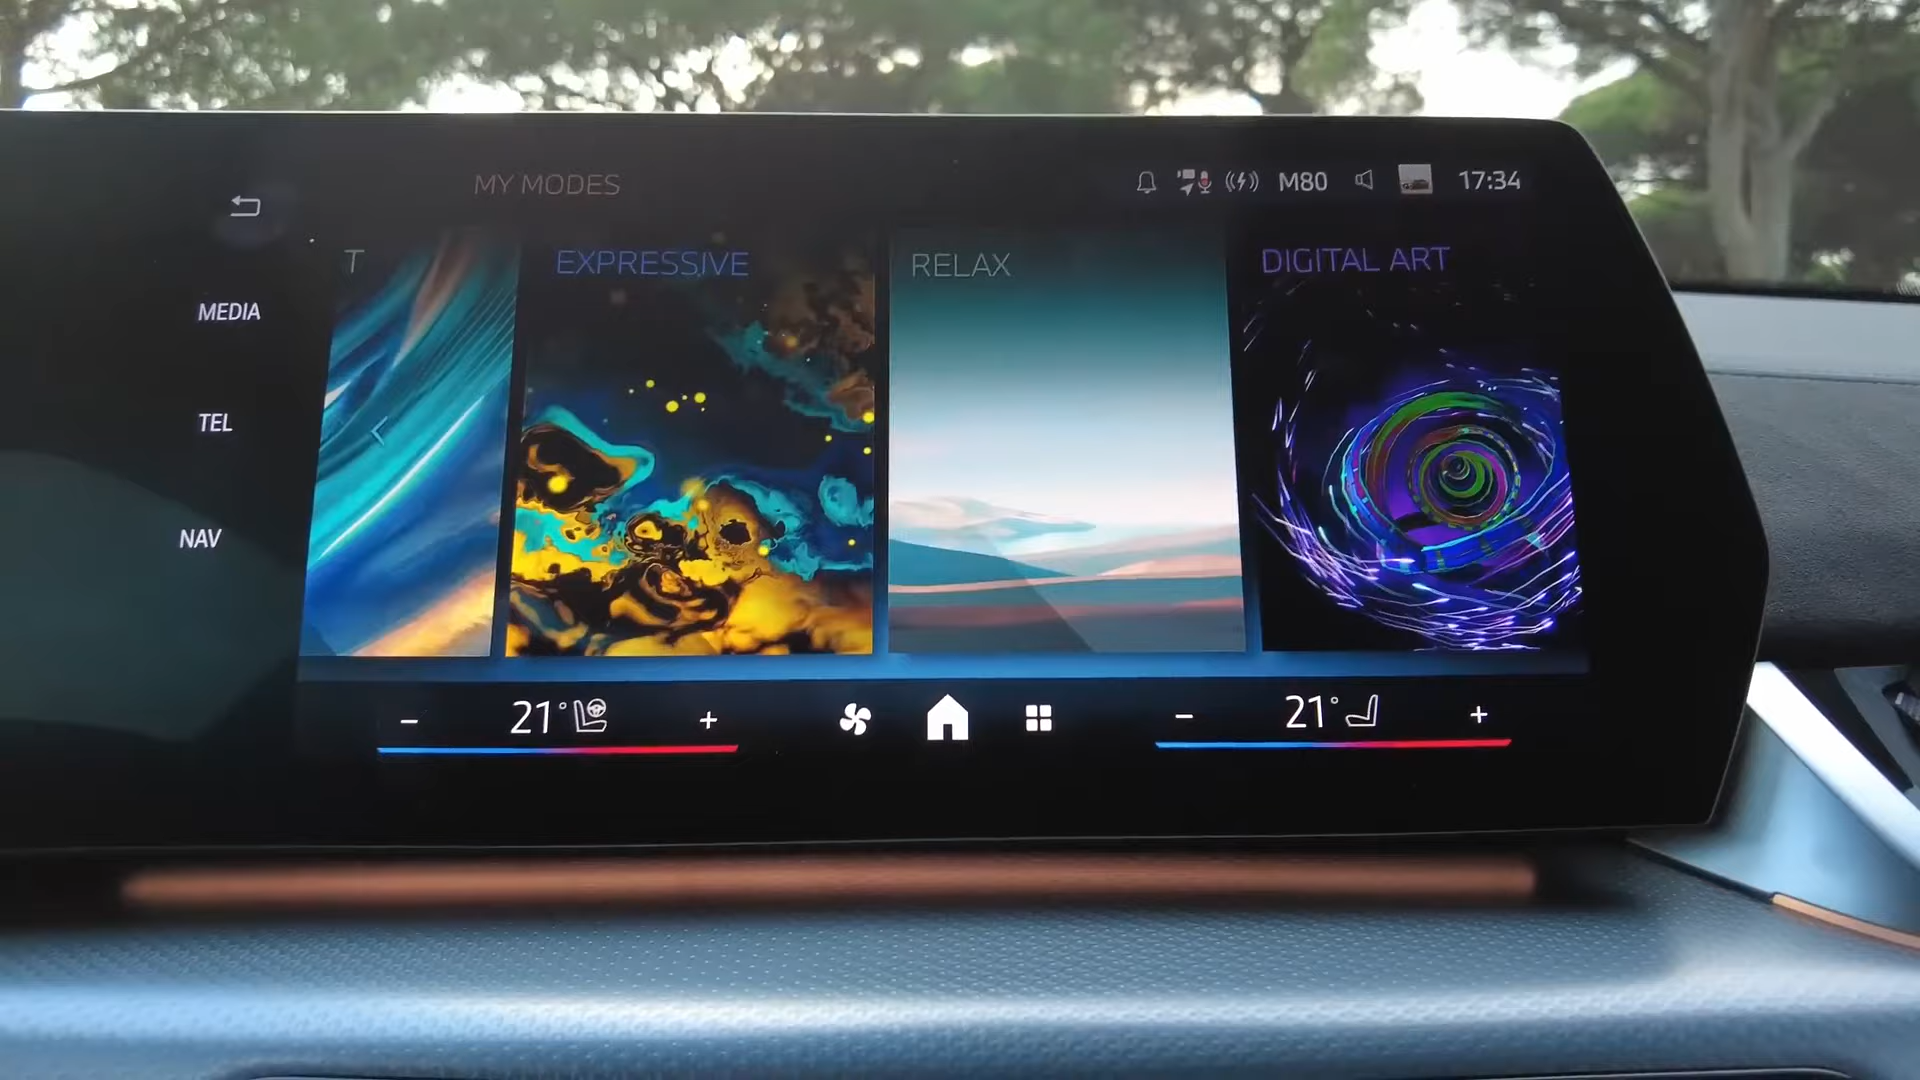 MY MODES
M80
17:34
MEDIA
TEL
NAV
T
EXPRESSIVE
RELAX
DIGITAL ART
− 21° +
− 21° +